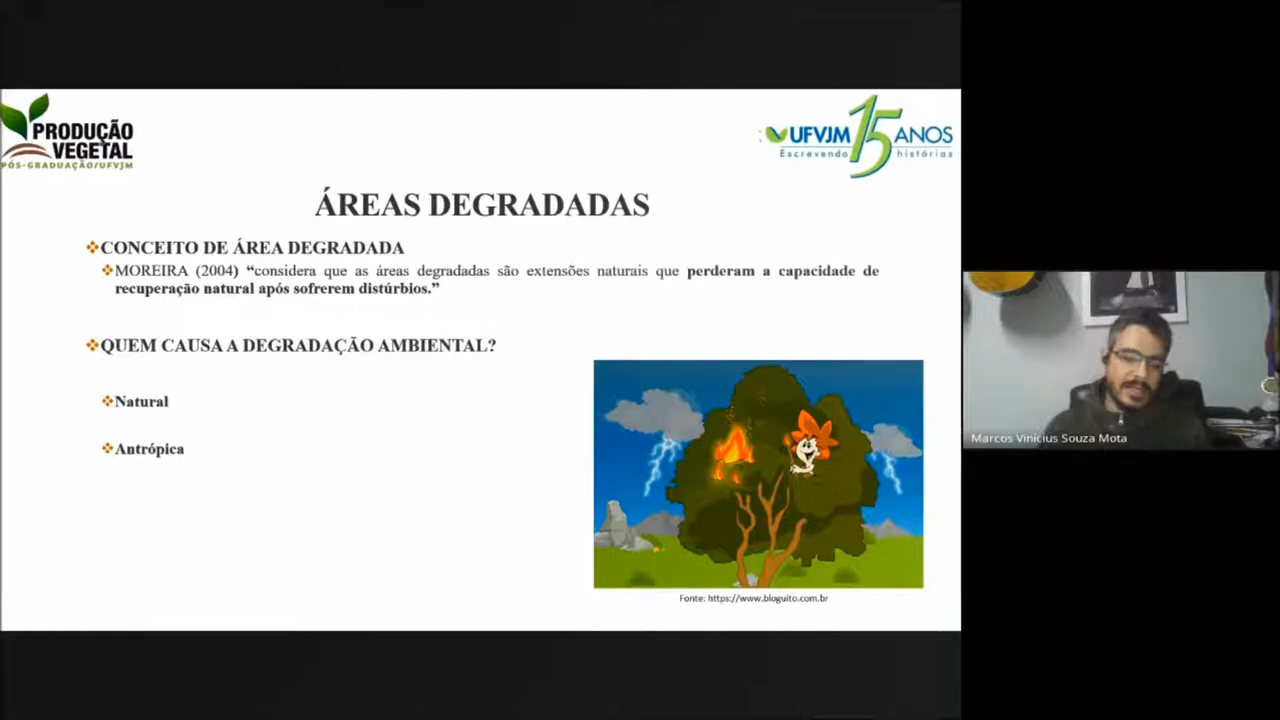 PRODUÇÃO
VEGETAL
PÓS-GRADUAÇÃO/UFVJM
UFVJM 15 ANOS
Escrevendo histórias
ÁREAS DEGRADADAS
CONCEITO DE ÁREA DEGRADADA
MOREIRA (2004) “considera que as áreas degradadas são extensões naturais que perderam a capacidade de
recuperação natural após sofrerem distúrbios.”
QUEM CAUSA A DEGRADAÇÃO AMBIENTAL?
Natural
Antrópica
Fonte: https://www.bloguito.com.br
Marcos Vinícius Souza Mota